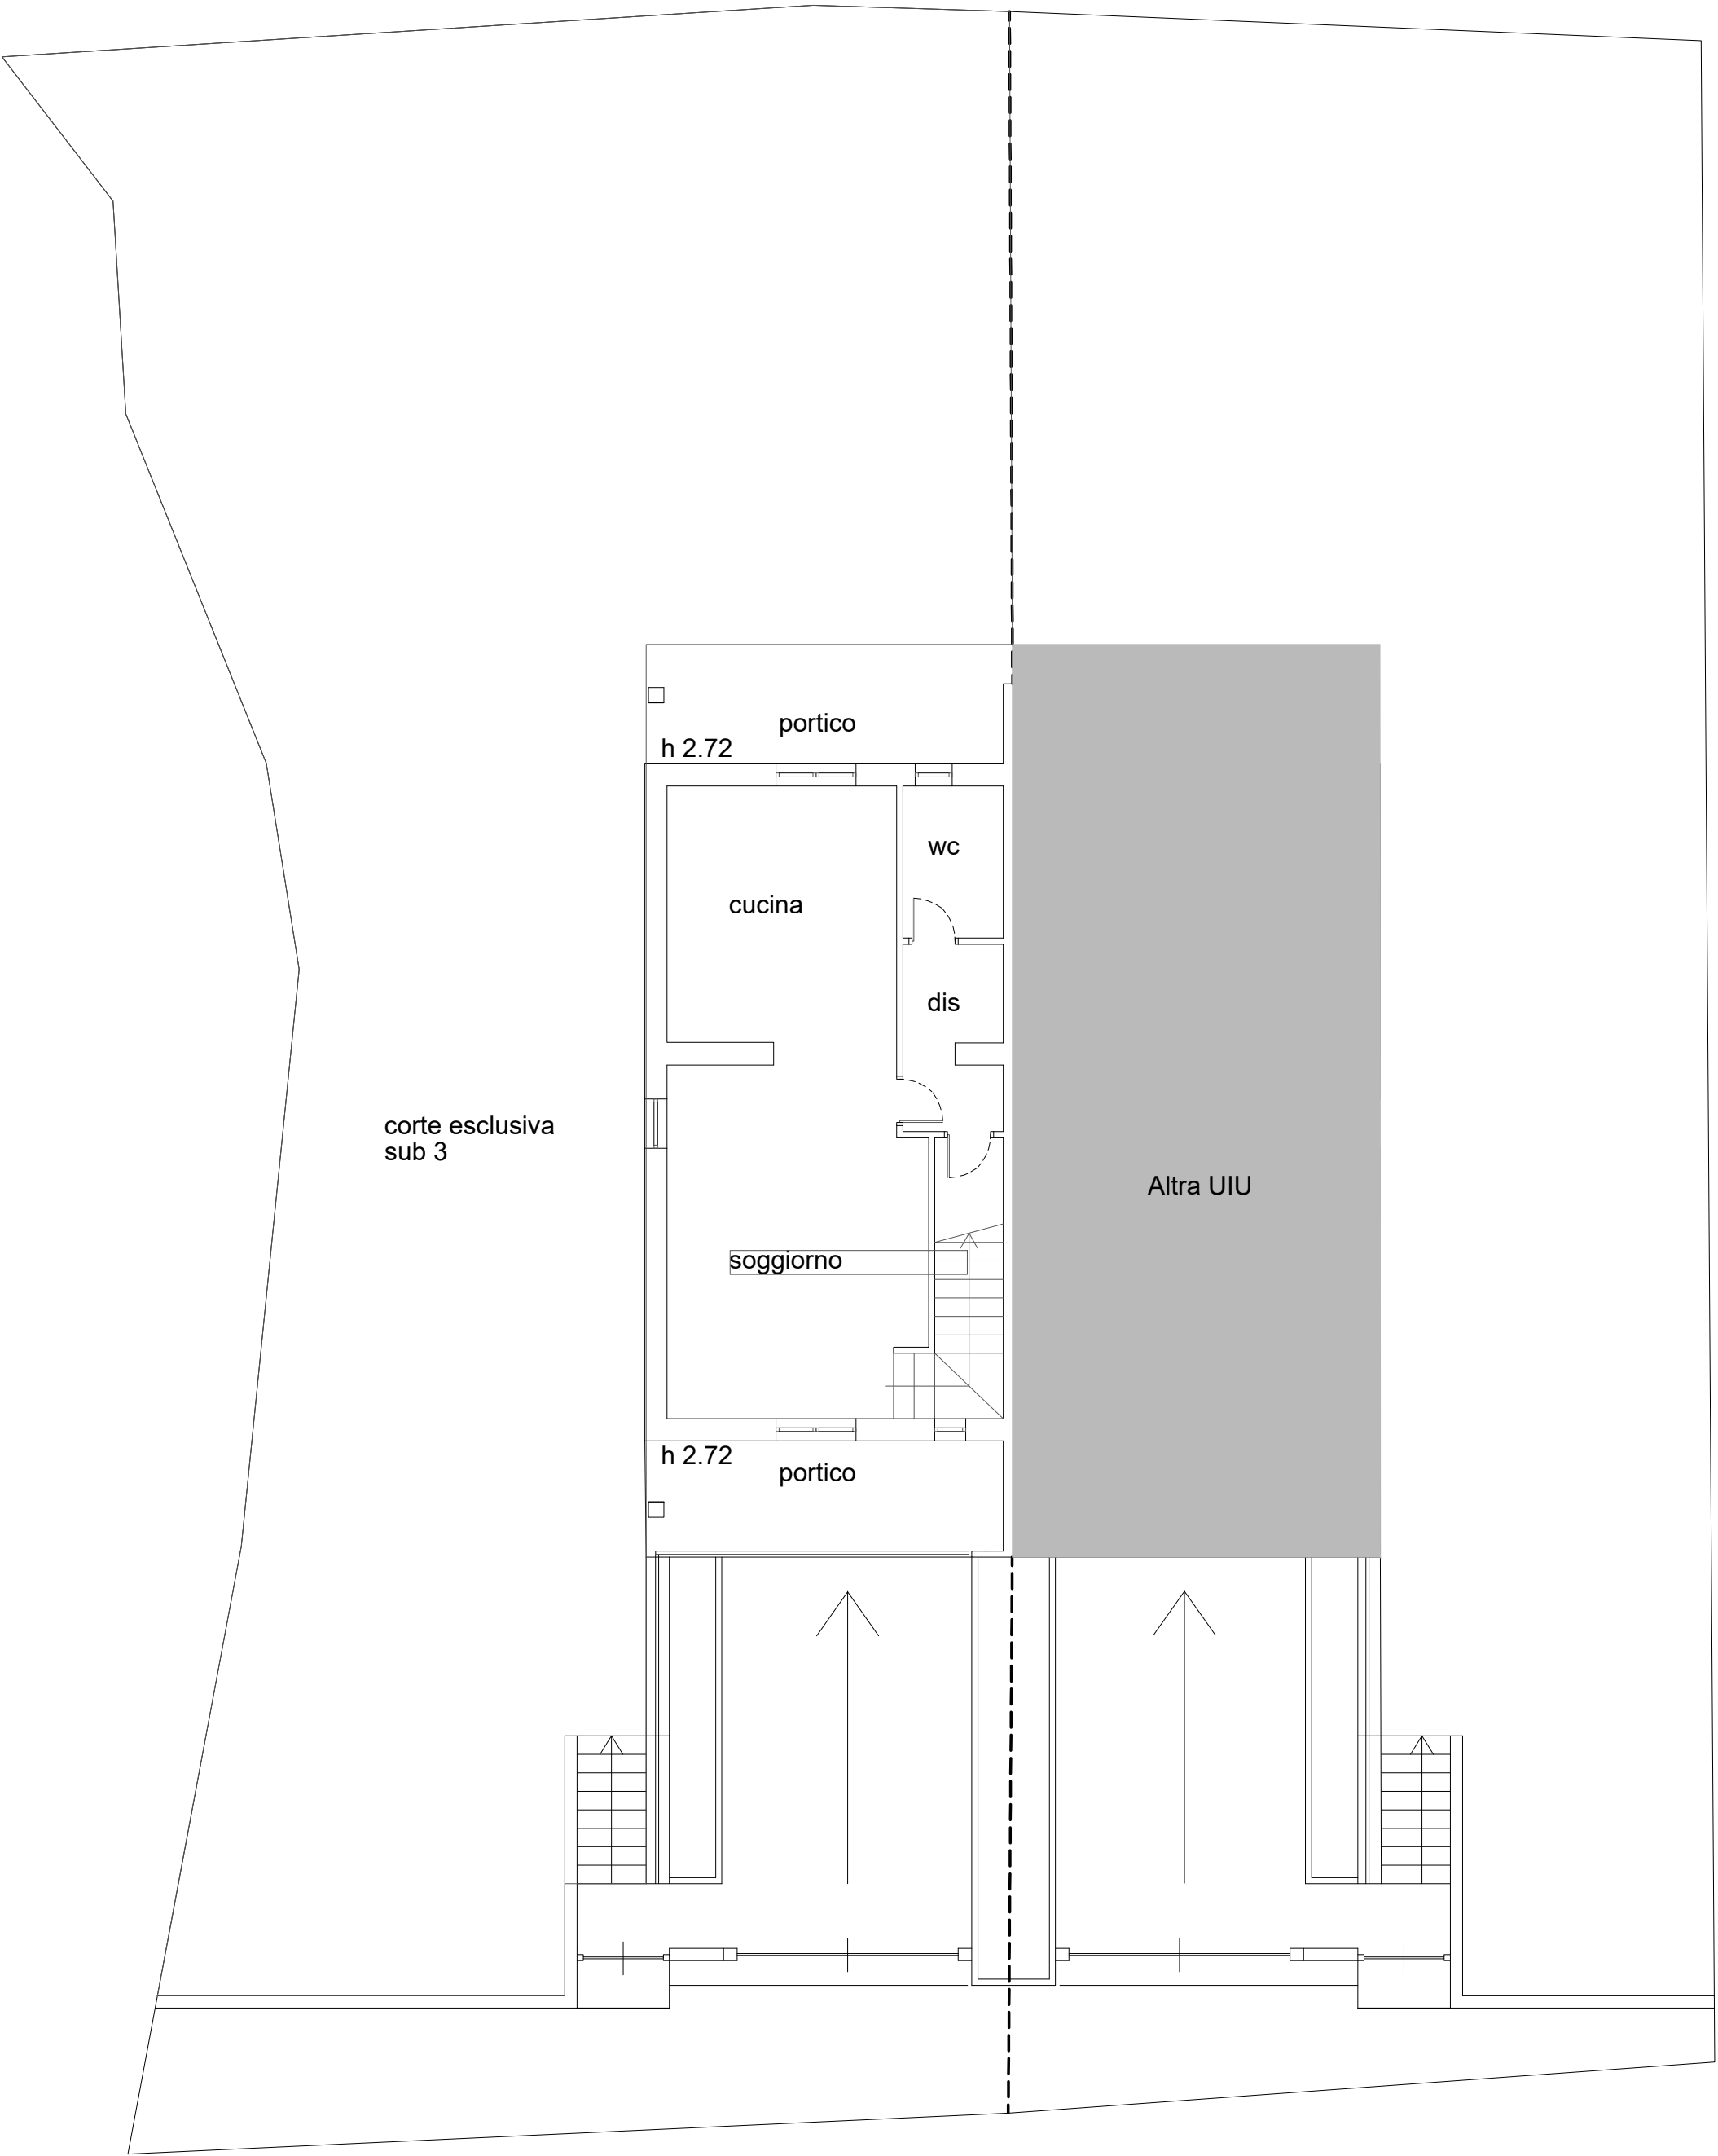 portico
h 2.72
wc
cucina
dis
corte esclusiva
sub 3
Altra UIU
soggiorno
h 2.72
portico